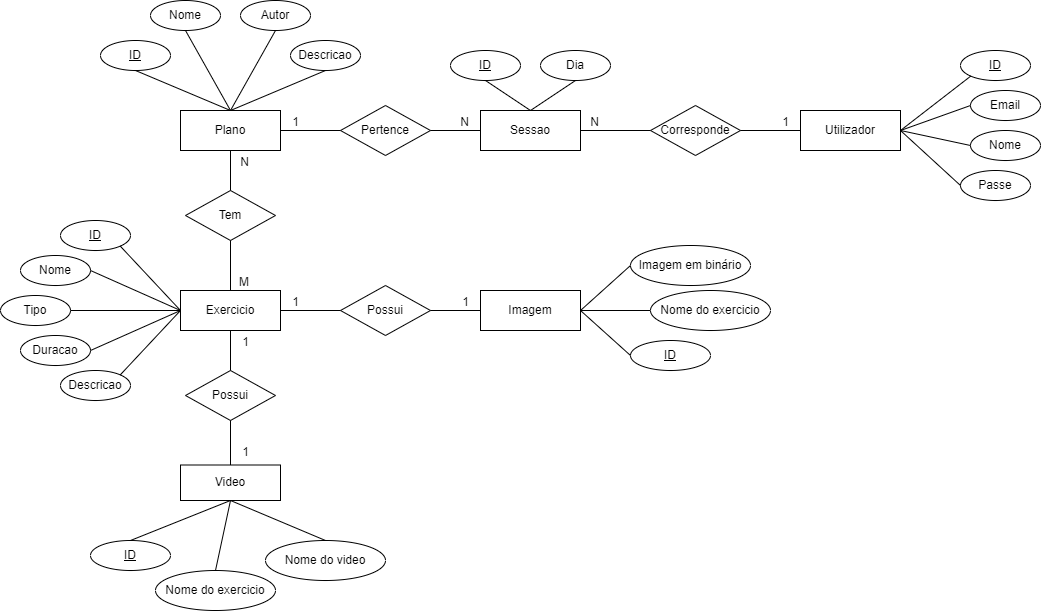 Nome
Autor
ID
Descricao
ID
Dia
ID
Email
Plano
1
Pertence
N
Sessao
N
Corresponde
1
Utilizador
Nome
N
Passe
Tem
ID
Nome
M
Imagem em binário
Tipo
Exercicio
1
Possui
1
Imagem
Nome do exercicio
1
Duracao
ID
Descricao
Possui
1
Video
ID
Nome do video
Nome do exercicio